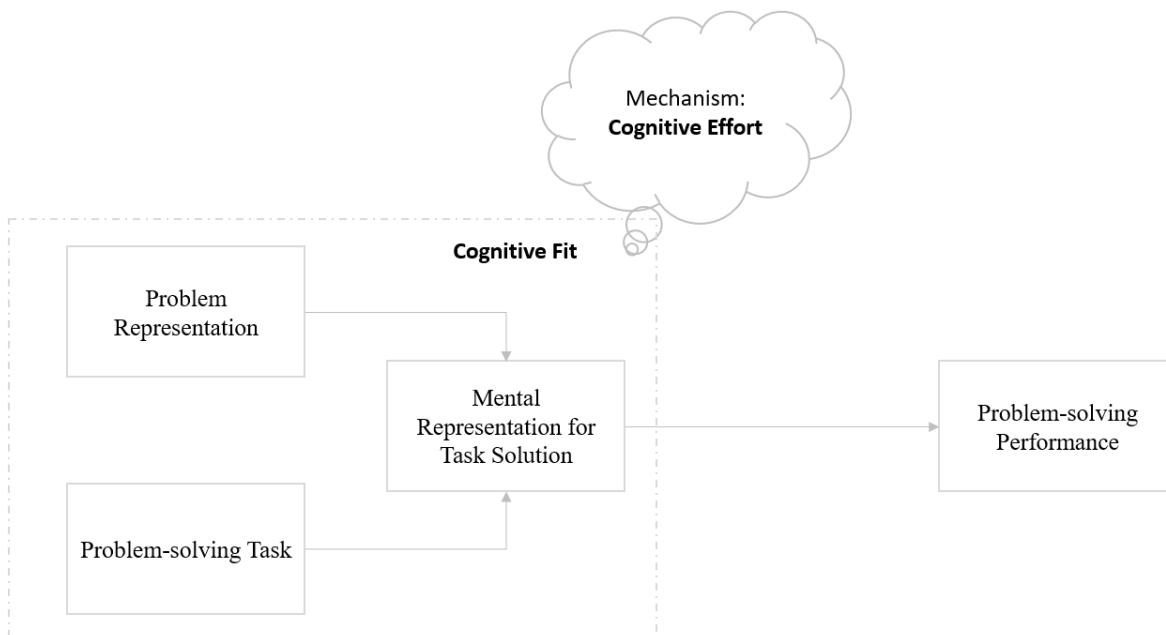 Mechanism:
Cognitive Effort
Cognitive Fit
Problem
Representation
Mental
Representation for
Task Solution
Problem-solving
Performance
Problem-solving Task